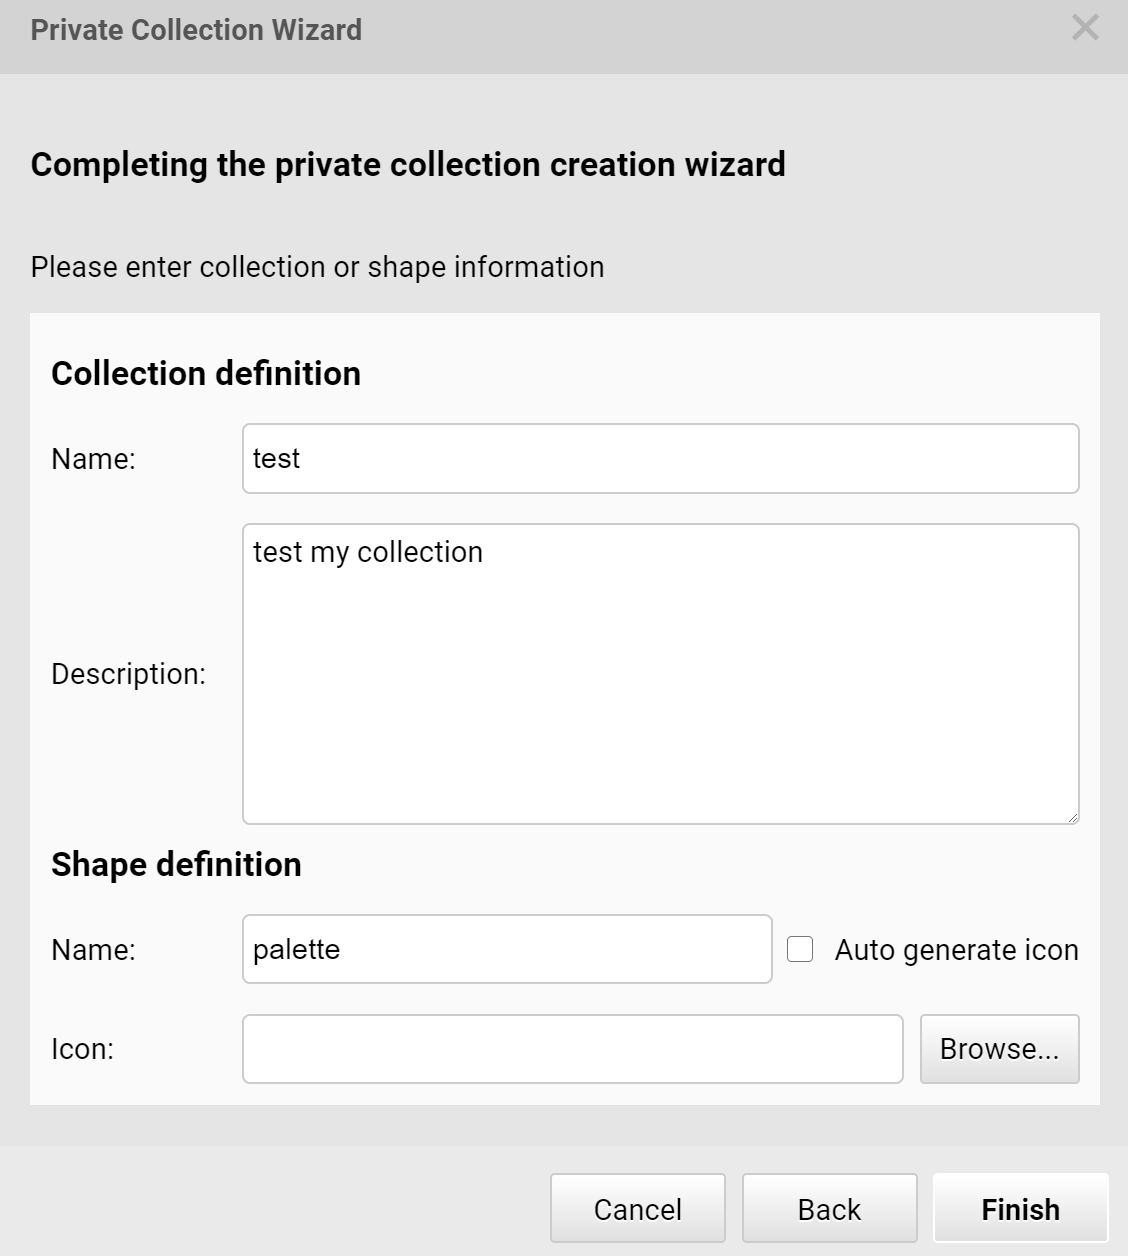 Private Collection Wizard
Completing the private collection creation wizard
Please enter collection or shape information
Collection definition
Name: test
Description: test my collection
Shape definition
Name: palette Auto generate icon
Icon: Browse...
Cancel Back Finish